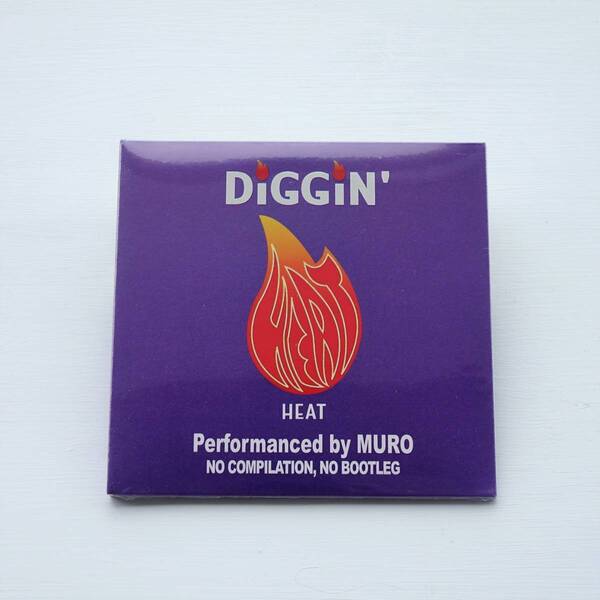 DiGGiN'
HEAT
HEAT
Performanced by MURO
NO COMPILATION, NO BOOTLEG